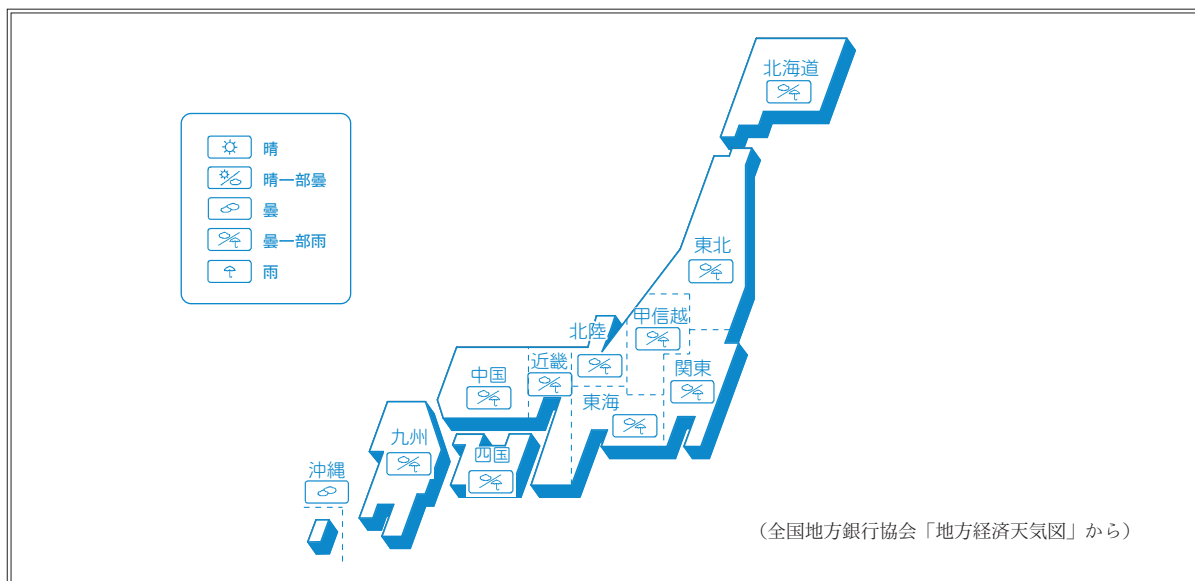 北海道
晴
晴一部曇
曇
曇一部雨
雨
東北
甲信越
北陸
近畿
中国
関東
東海
九州
四国
沖縄
(全国地方銀行協会「地方経済天気図」から)